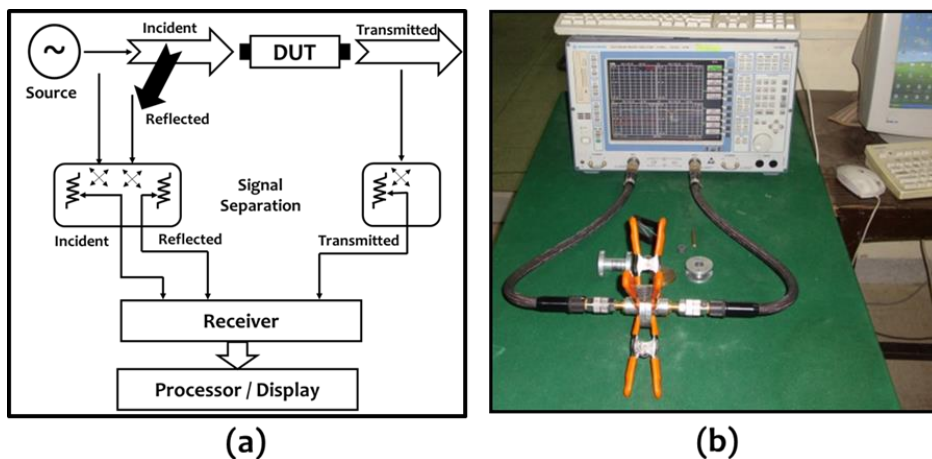 Incident
Transmitted
~
DUT
Source
Reflected
Signal
Separation
Incident
Reflected
Transmitted
Receiver
Processor / Display
(a)
(b)